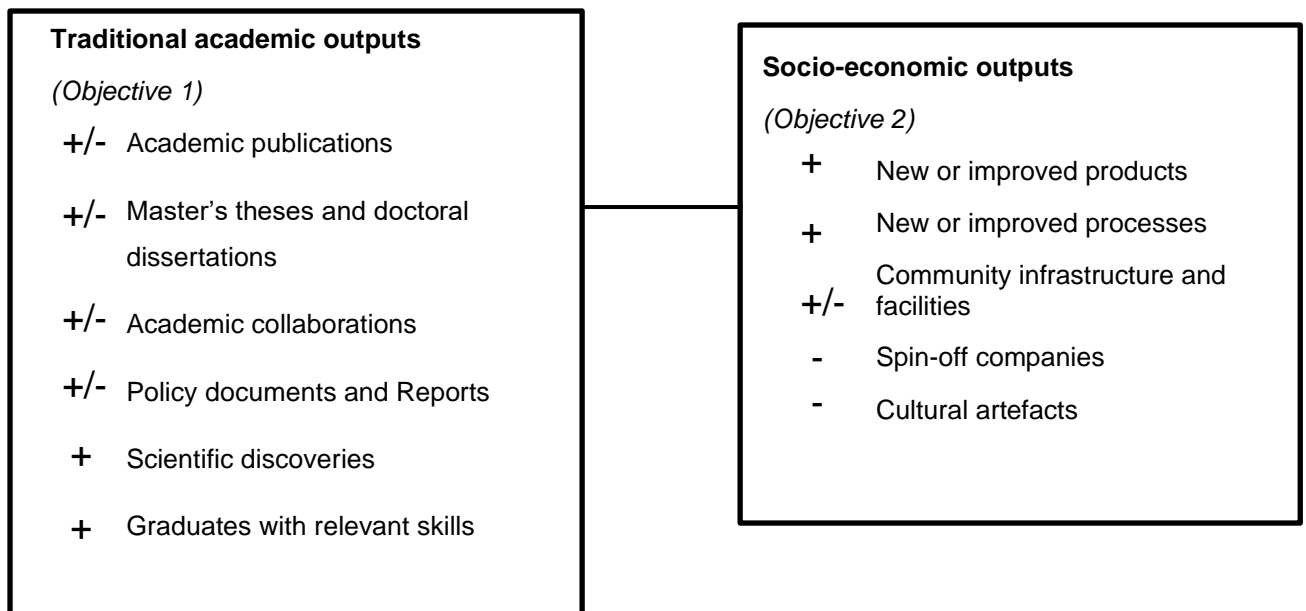 Traditional academic outputs
(Objective 1)
+/- Academic publications
+/- Master’s theses and doctoral
dissertations
+/- Academic collaborations
+/- Policy documents and Reports
+ Scientific discoveries
+ Graduates with relevant skills
Socio-economic outputs
(Objective 2)
+ New or improved products
+ New or improved processes
Community infrastructure and
+/- facilities
- Spin-off companies
- Cultural artefacts